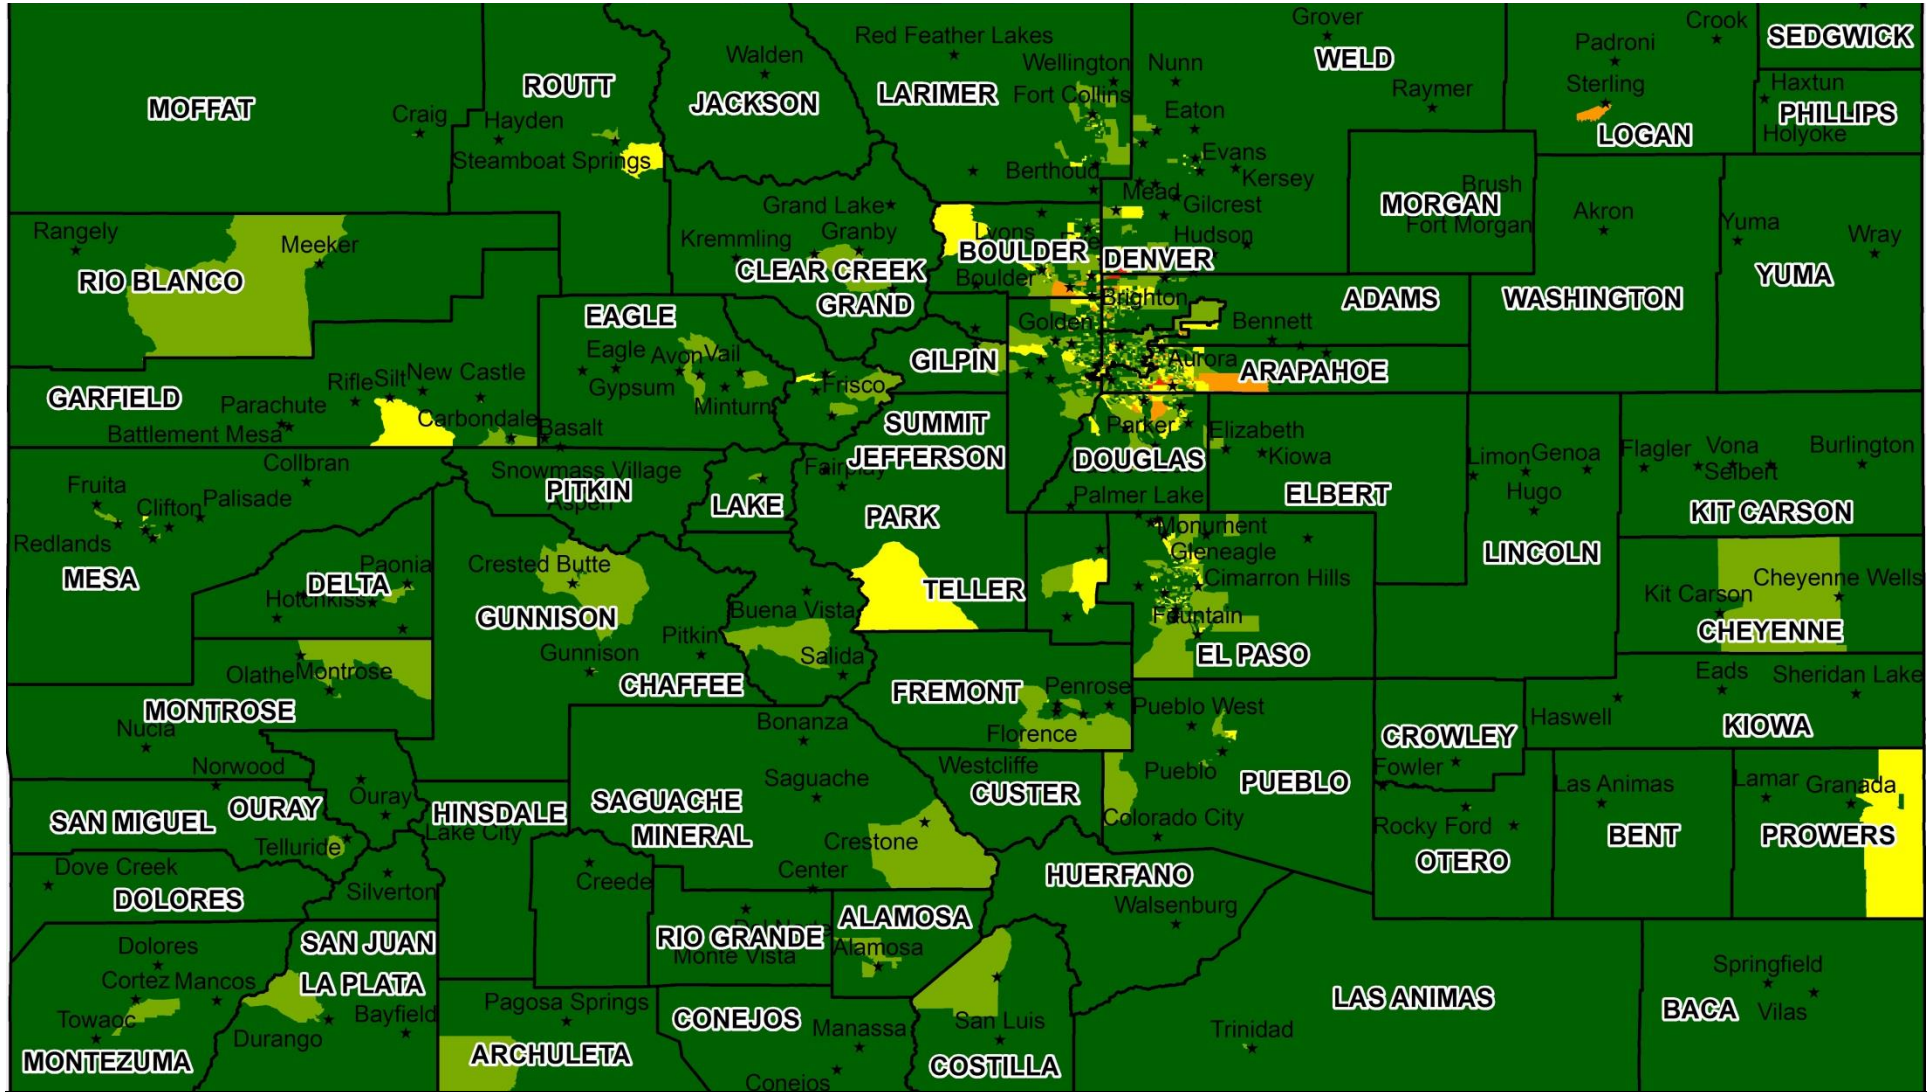 Grover
Crook
Red Feather Lakes
Padroni
SEDGWICK
Walden
Wellington
Nunn
WELD
ROUTT
Sterling
Haxtun
MOFFAT
JACKSON
LARIMER
Fort Collins
Raymer
PHILLIPS
Craig
Hayden
Eaton
LOGAN
Holyoke
Steamboat Springs
Evans
Berthoud
Kersey
Mead
Brush
Grand Lake
Gilcrest
MORGAN
Akron
Rangely
Meeker
Kremmling
Granby
Lyons
Hudson
Fort Morgan
Yuma
Wray
RIO BLANCO
CLEAR CREEK
BOULDER
DENVER
YUMA
Boulder
GRAND
Brighton
ADAMS
WASHINGTON
EAGLE
Golden
Bennett
Eagle
Avon
Vail
GILPIN
Aurora
ARAPAHOE
Rifle
Silt
New Castle
Gypsum
Frisco
GARFIELD
Parachute
Minturn
Battlement Mesa
Carbondale
Basalt
SUMMIT
Parker
Elizabeth
Collbran
Snowmass Village
Fairplay
JEFFERSON
DOUGLAS
Kiowa
Limon
Genoa
Flagler
Vona
Burlington
Seibert
Fruita
Clifton
Palisade
PITKIN
Aspen
LAKE
Palmer Lake
ELBERT
Hugo
PARK
KIT CARSON
Redlands
Monument
MESA
Paonia
Crested Butte
Gleneagle
LINCOLN
DELTA
TELLER
Cimarron Hills
Cheyenne Wells
Hotchkiss
GUNNISON
Buena Vista
Fountain
Kit Carson
CHEYENNE
Pitkin
Gunnison
Salida
EL PASO
Olathe
Montrose
CHAFFEE
FREMONT
Penrose
Eads
Sheridan Lake
MONTROSE
Pueblo West
Haswell
Nucla
Bonanza
Florence
CROWLEY
KIOWA
Norwood
Saguache
Westcliffe
Pueblo
Fowler
Las Animas
Lamar
Granada
OURAY
Ouray
HINSDALE
SAGUACHE
CUSTER
PUEBLO
SAN MIGUEL
Lake City
MINERAL
Colorado City
Rocky Ford
BENT
PROWERS
Telluride
Crestone
OTERO
Dove Creek
Center
HUERFANO
DOLORES
Silverton
Creede
Walsenburg
ALAMOSA
SAN JUAN
RIO GRANDE
Dolores
Monte Vista
Alamosa
Cortez
Mancos
LA PLATA
Springfield
Pagosa Springs
LAS ANIMAS
BACA
Vilas
Towaoc
Durango
Bayfield
CONEJOS
Manassa
San Luis
Trinidad
MONTEZUMA
ARCHULETA
COSTILLA
Conejos